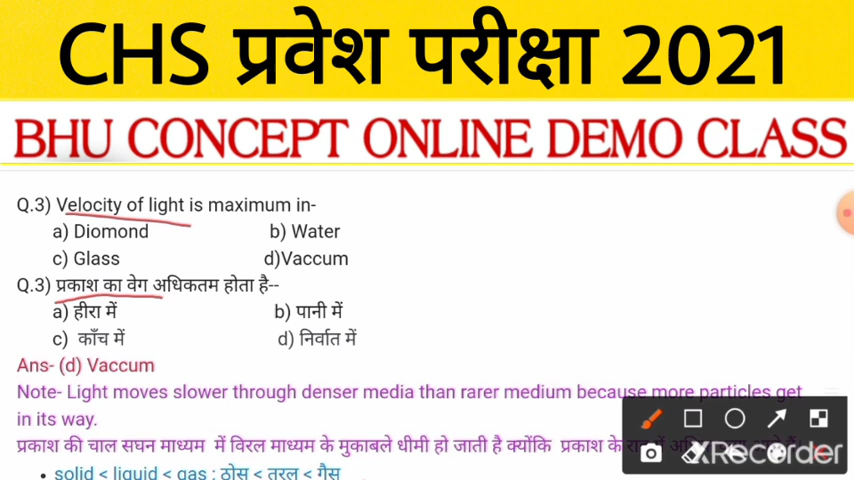 CHS प्रवेश परीक्षा 2021
BHU CONCEPT ONLINE DEMO CLASS
Q.3) Velocity of light is maximum in-
a) Diomond b) Water
c) Glass d)Vaccum
Q.3) प्रकाश का वेग अधिकतम होता है--
a) हीरा में b) पानी में
c) काँच में d) निर्वात में
Ans- (d) Vaccum
Note- Light moves slower through denser media than rarer medium because more particles get
in its way.
प्रकाश की चाल सघन माध्यम में विरल माध्यम के मुकाबले धीमी हो जाती है क्योंकि प्रकाश के
XRecorder
• solid < liquid < gas ; ठोस < तरल < गैस